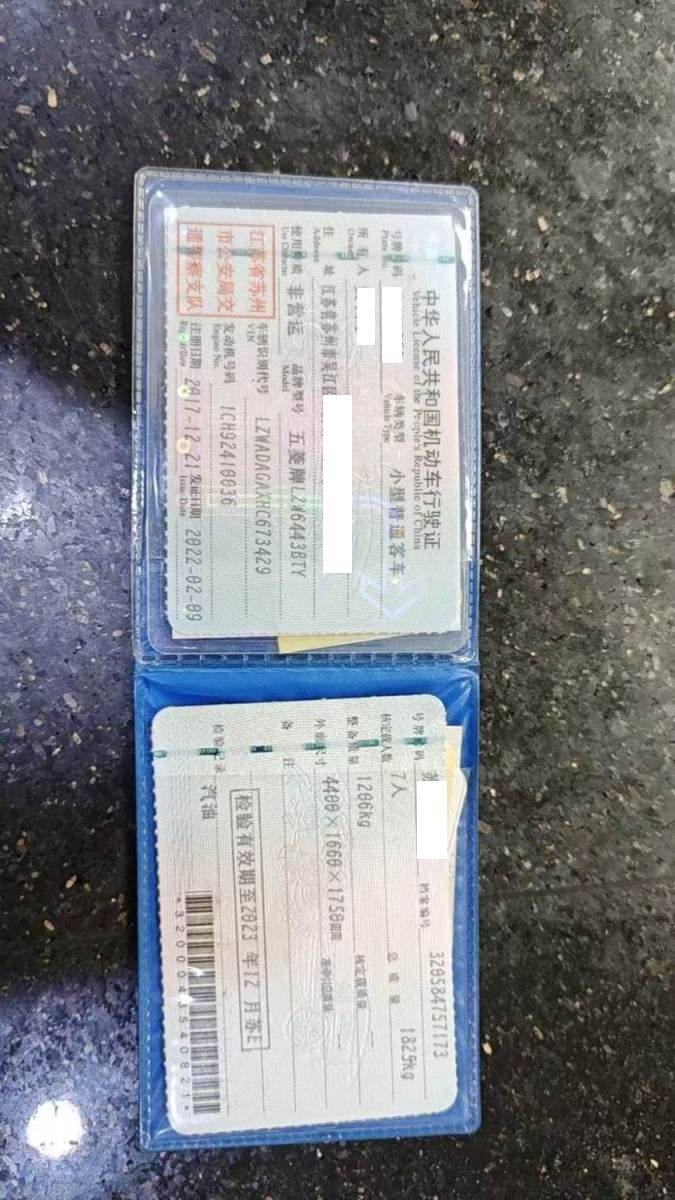 中华人民共和国机动车行驶证
Vehicle License of the People's Republic of China
号牌号码 车辆类型 小型普通客车
Plate No. Vehicle Type
所有人
Owner
住 址 江苏省苏州市吴江区
Address
使用性质 非营运 品牌型号 五菱牌LZW6443BTY
Use Character Model
江苏省苏州
市公安局交
通警察支队
车辆识别代号 LZWADAGAXHC673429
VIN
发动机号码 1CH92410036
Engine No.
注册日期 2017-12-21 发证日期 2022-02-09
Register Date Issue Date
号牌号码 苏 档案编号 320584757173
核定载人数 7人 总质量 1825kg
整备质量 1206kg 核定载质量
外廓尺寸 4400×1660×1750mm 准牵引总质量
备 注
检验有效期至2023 年12 月苏E
检验记录 汽油
*3200043540821*